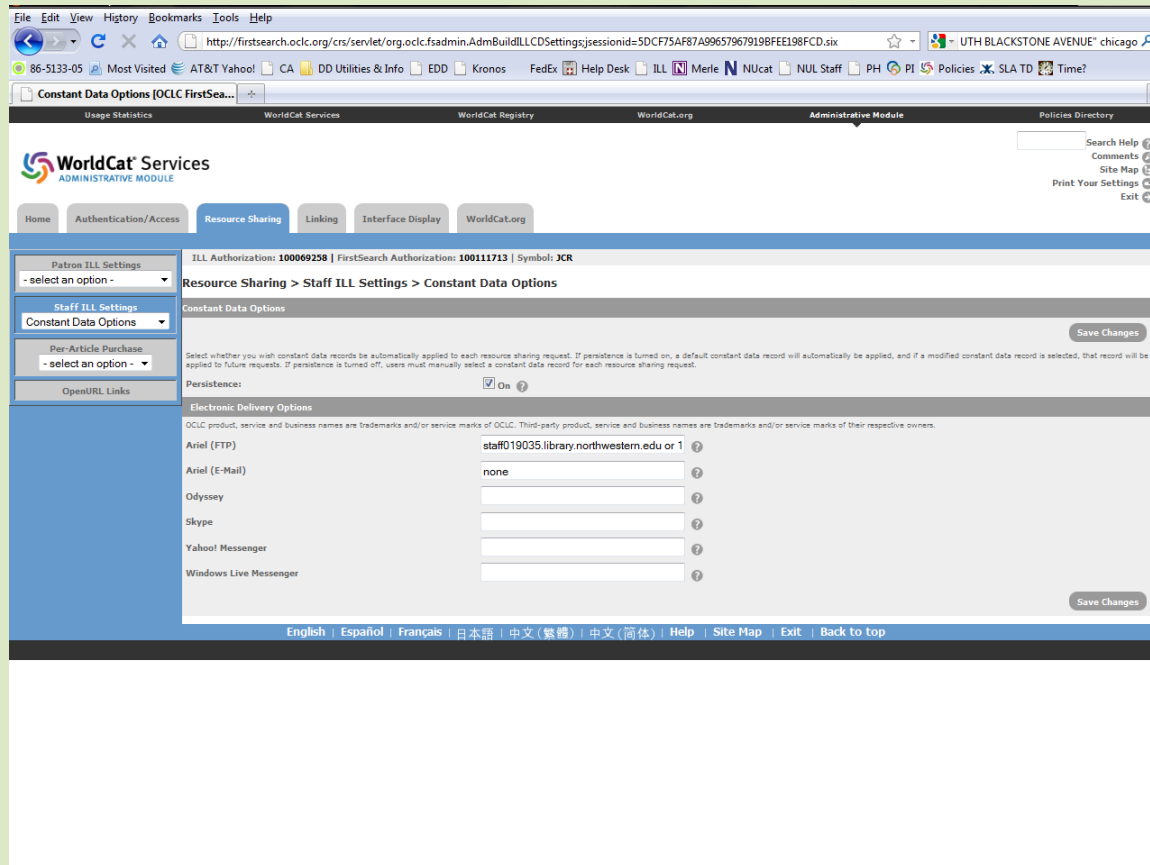 File Edit View History Bookmarks Tools Help
http://firstsearch.oclc.org/crs/servlet/org.oclc.fsadmin.AdmBuildILLCDSettings;jsessionid=5DCF75AF87A99657967919BFEE198FCD.six UTH BLACKSTONE AVENUE" chicago
86-5133-05 Most Visited AT&T Yahoo! CA DD Utilities & Info EDD Kronos FedEx Help Desk ILL Merle NUcat NUL Staff PH PI Policies SLA TD Time?
Constant Data Options [OCLC FirstSea...
Usage Statistics WorldCat Services WorldCat Registry WorldCat.org Administrative Module Policies Directory
Search Help
Comments
Site Map
Print Your Settings
Exit
WorldCat® Services
ADMINISTRATIVE MODULE
Home Authentication/Access Resource Sharing Linking Interface Display WorldCat.org
ILL Authorization: 100069258 | FirstSearch Authorization: 100111713 | Symbol: JCR
Patron ILL Settings
- select an option -
Staff ILL Settings
Constant Data Options
Per-Article Purchase
- select an option -
OpenURL Links
Resource Sharing > Staff ILL Settings > Constant Data Options
Constant Data Options
Save Changes
Select whether you wish constant data records be automatically applied to each resource sharing request. If persistence is turned on, a default constant data record will automatically be applied, and if a modified constant data record is selected, that record will be
applied to future requests. If persistence is turned off, users must manually select a constant data record for each resource sharing request.
Persistence: On
Electronic Delivery Options
OCLC product, service and business names are trademarks and/or service marks of OCLC. Third-party product, service and business names are trademarks and/or service marks of their respective owners.
Ariel (FTP) staff019035.library.northwestern.edu or 1
Ariel (E-Mail) none
Odyssey
Skype
Yahoo! Messenger
Windows Live Messenger
Save Changes
English | Español | Français | 日本語 | 中文(繁體) | 中文(简体) | Help | Site Map | Exit | Back to top